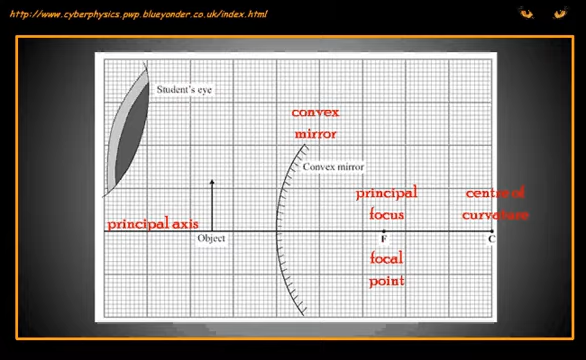 http://www.cyberphysics.pwp.blueyonder.co.uk/index.html
Student's eye
convex
mirror
Convex mirror
principal
focus
centre of
curvature
principal axis
Object
F
C
focal
point